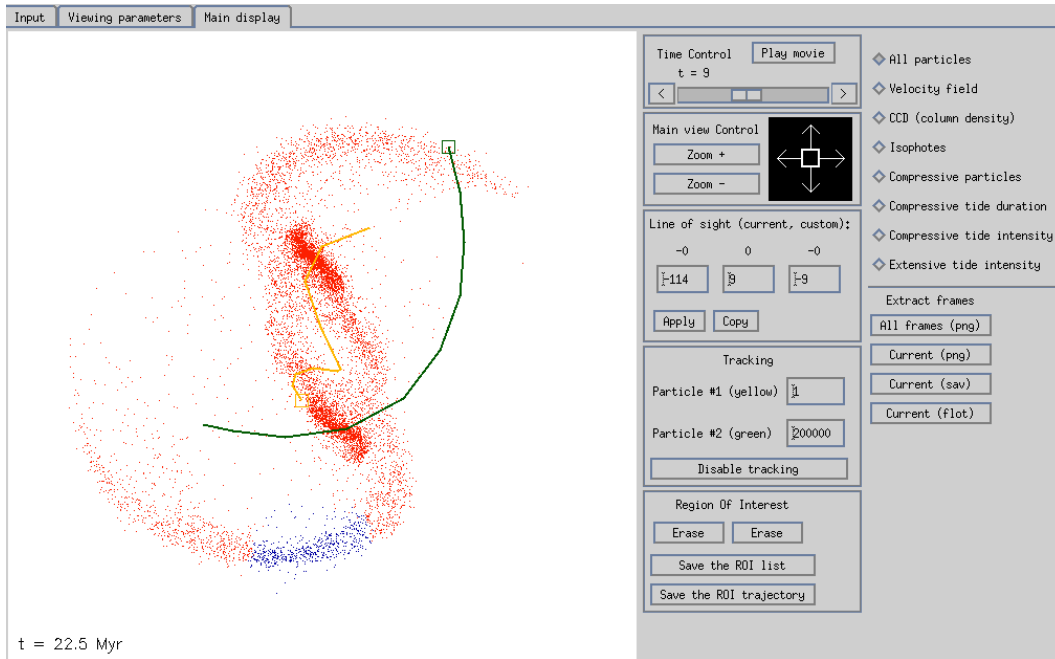 Input Viewing parameters Main display
Time Control Play movie
t = 9
< >
Main view Control
Zoom +
Zoom -
Line of sight (current, custom):
-0 0 -0
-114 9 -9
Apply Copy
Tracking
Particle #1 (yellow) 1
Particle #2 (green) 200000
Disable tracking
Region Of Interest
Erase Erase
Save the ROI list
Save the ROI trajectory
All particles
Velocity field
CCD (column density)
Isophotes
Compressive particles
Compressive tide duration
Compressive tide intensity
Extensive tide intensity
Extract frames
All frames (png)
Current (png)
Current (sav)
Current (flot)
t = 22.5 Myr